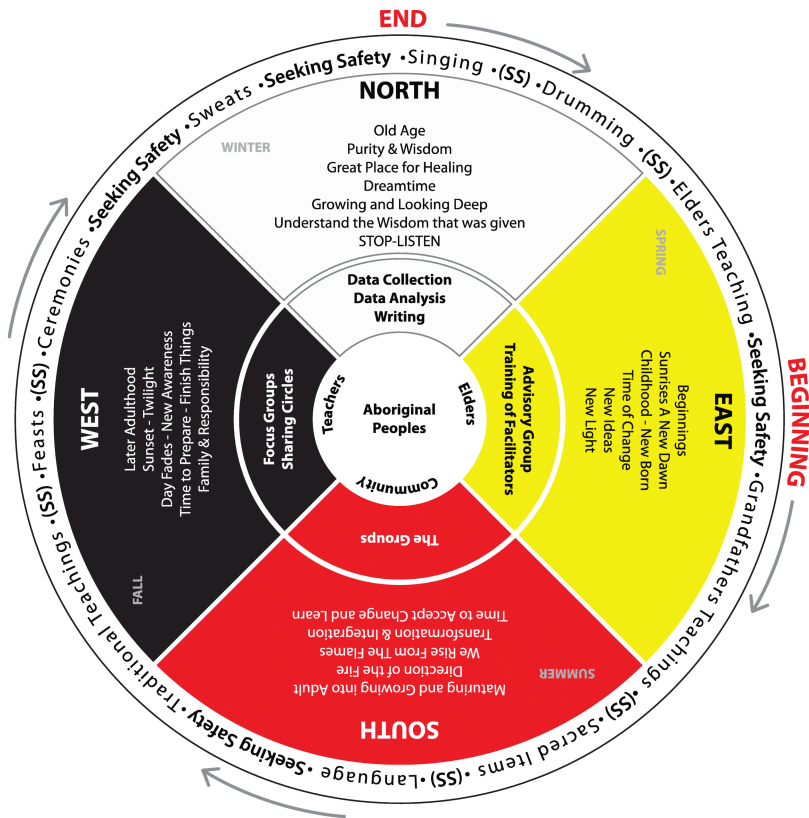 END
BEGINNING
•Seeking Safety •Sweats •Seeking Safety •Singing •(SS) •Drumming •(SS) •Elders Teaching •Seeking Safety •Grandfathers Teachings •(SS) •Sacred Items •(SS) •Language •Seeking Safety •Traditional Teachings •(SS) •Feasts •(SS) •Ceremonies
NORTH
WINTER
Old Age
Purity & Wisdom
Great Place for Healing
Dreamtime
Growing and Looking Deep
Understand the Wisdom that was given
STOP-LISTEN
Data Collection
Data Analysis
Writing
EAST
SPRING
Beginnings
Sunrises A New Dawn
Childhood - New Born
Time of Change
New Ideas
New Light
Advisory Group
Training of Facilitators
SOUTH
SUMMER
Maturing and Growing into Adult
Direction of the Fire
We Rise From The Flames
Transformation & Integration
Time to Accept Change and Learn
The Groups
WEST
FALL
Later Adulthood
Sunset - Twilight
Day Fades - New Awareness
Time to Prepare - Finish Things
Family & Responsibility
Focus Groups
Sharing Circles
Teachers
Elders
Community
Aboriginal
Peoples